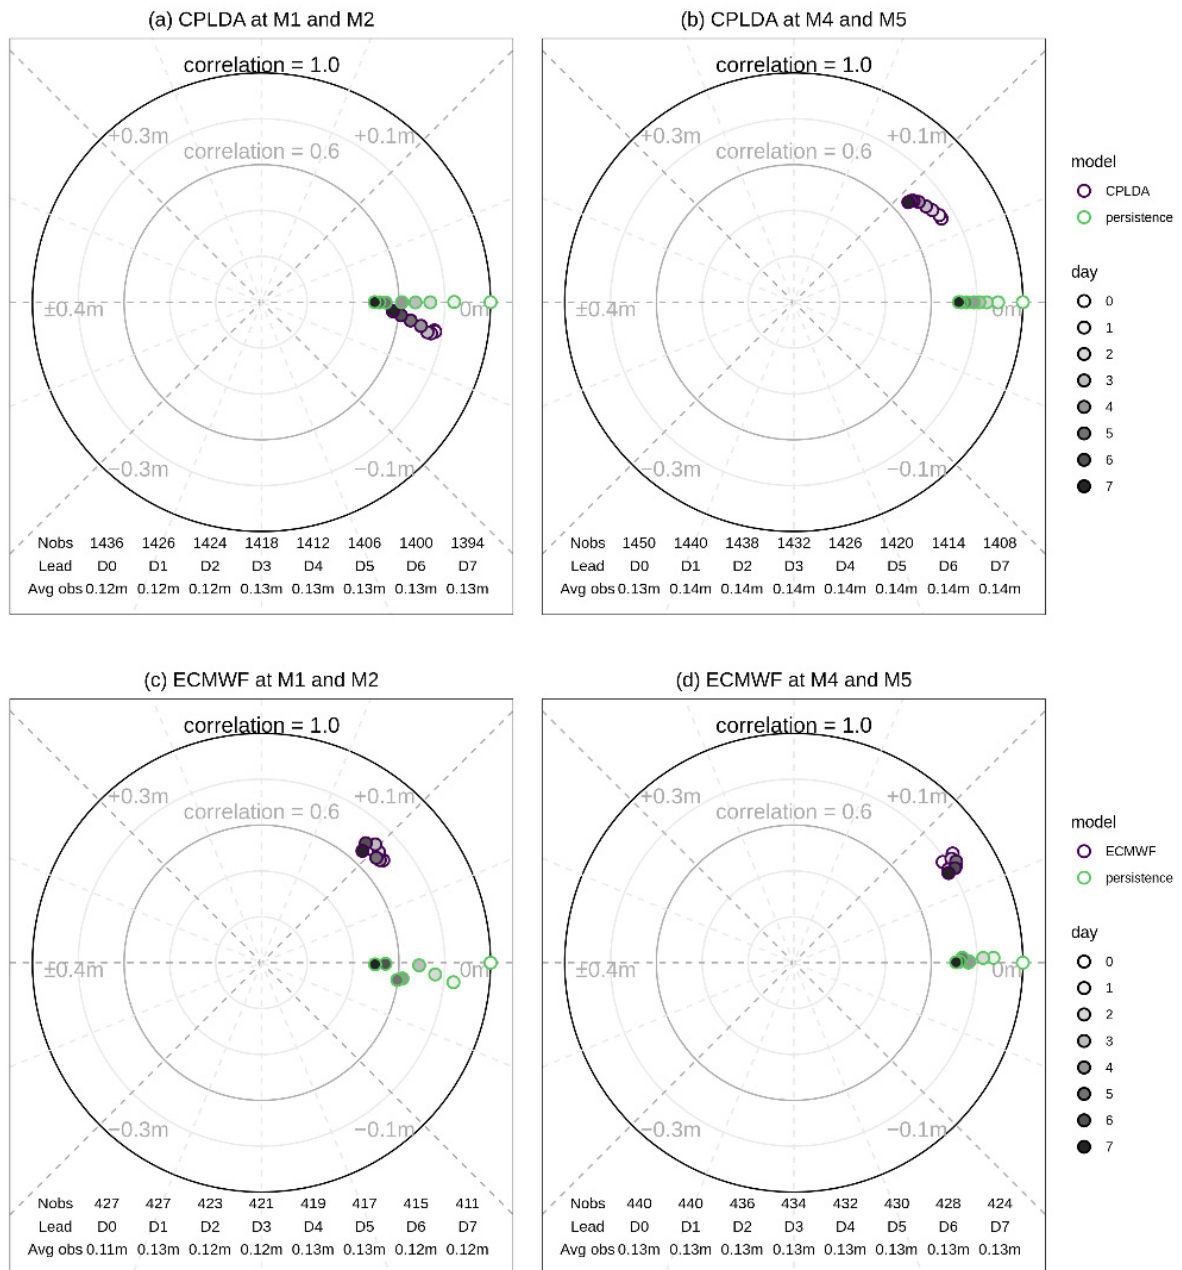 (a) CPLDA at M1 and M2
correlation = 1.0
+0.3m
+0.1m
correlation = 0.6
±0.4m
0m
−0.3m
−0.1m
Nobs 1436 1426 1424 1418 1412 1406 1400 1394
Lead D0 D1 D2 D3 D4 D5 D6 D7
Avg obs 0.12m 0.12m 0.12m 0.13m 0.13m 0.13m 0.13m 0.13m
(b) CPLDA at M4 and M5
correlation = 1.0
+0.3m
+0.1m
correlation = 0.6
±0.4m
0m
−0.3m
−0.1m
Nobs 1450 1440 1438 1432 1426 1420 1414 1408
Lead D0 D1 D2 D3 D4 D5 D6 D7
Avg obs 0.13m 0.14m 0.14m 0.14m 0.14m 0.14m 0.14m 0.14m
model
CPLDA
persistence
day
0
1
2
3
4
5
6
7
(c) ECMWF at M1 and M2
correlation = 1.0
+0.3m
+0.1m
correlation = 0.6
±0.4m
0m
−0.3m
−0.1m
Nobs 427 427 423 421 419 417 415 411
Lead D0 D1 D2 D3 D4 D5 D6 D7
Avg obs 0.11m 0.13m 0.12m 0.12m 0.13m 0.13m 0.12m 0.12m
(d) ECMWF at M4 and M5
correlation = 1.0
+0.3m
+0.1m
correlation = 0.6
±0.4m
0m
−0.3m
−0.1m
Nobs 440 440 436 434 432 430 428 424
Lead D0 D1 D2 D3 D4 D5 D6 D7
Avg obs 0.13m 0.13m 0.13m 0.13m 0.13m 0.13m 0.13m 0.13m
model
ECMWF
persistence
day
0
1
2
3
4
5
6
7